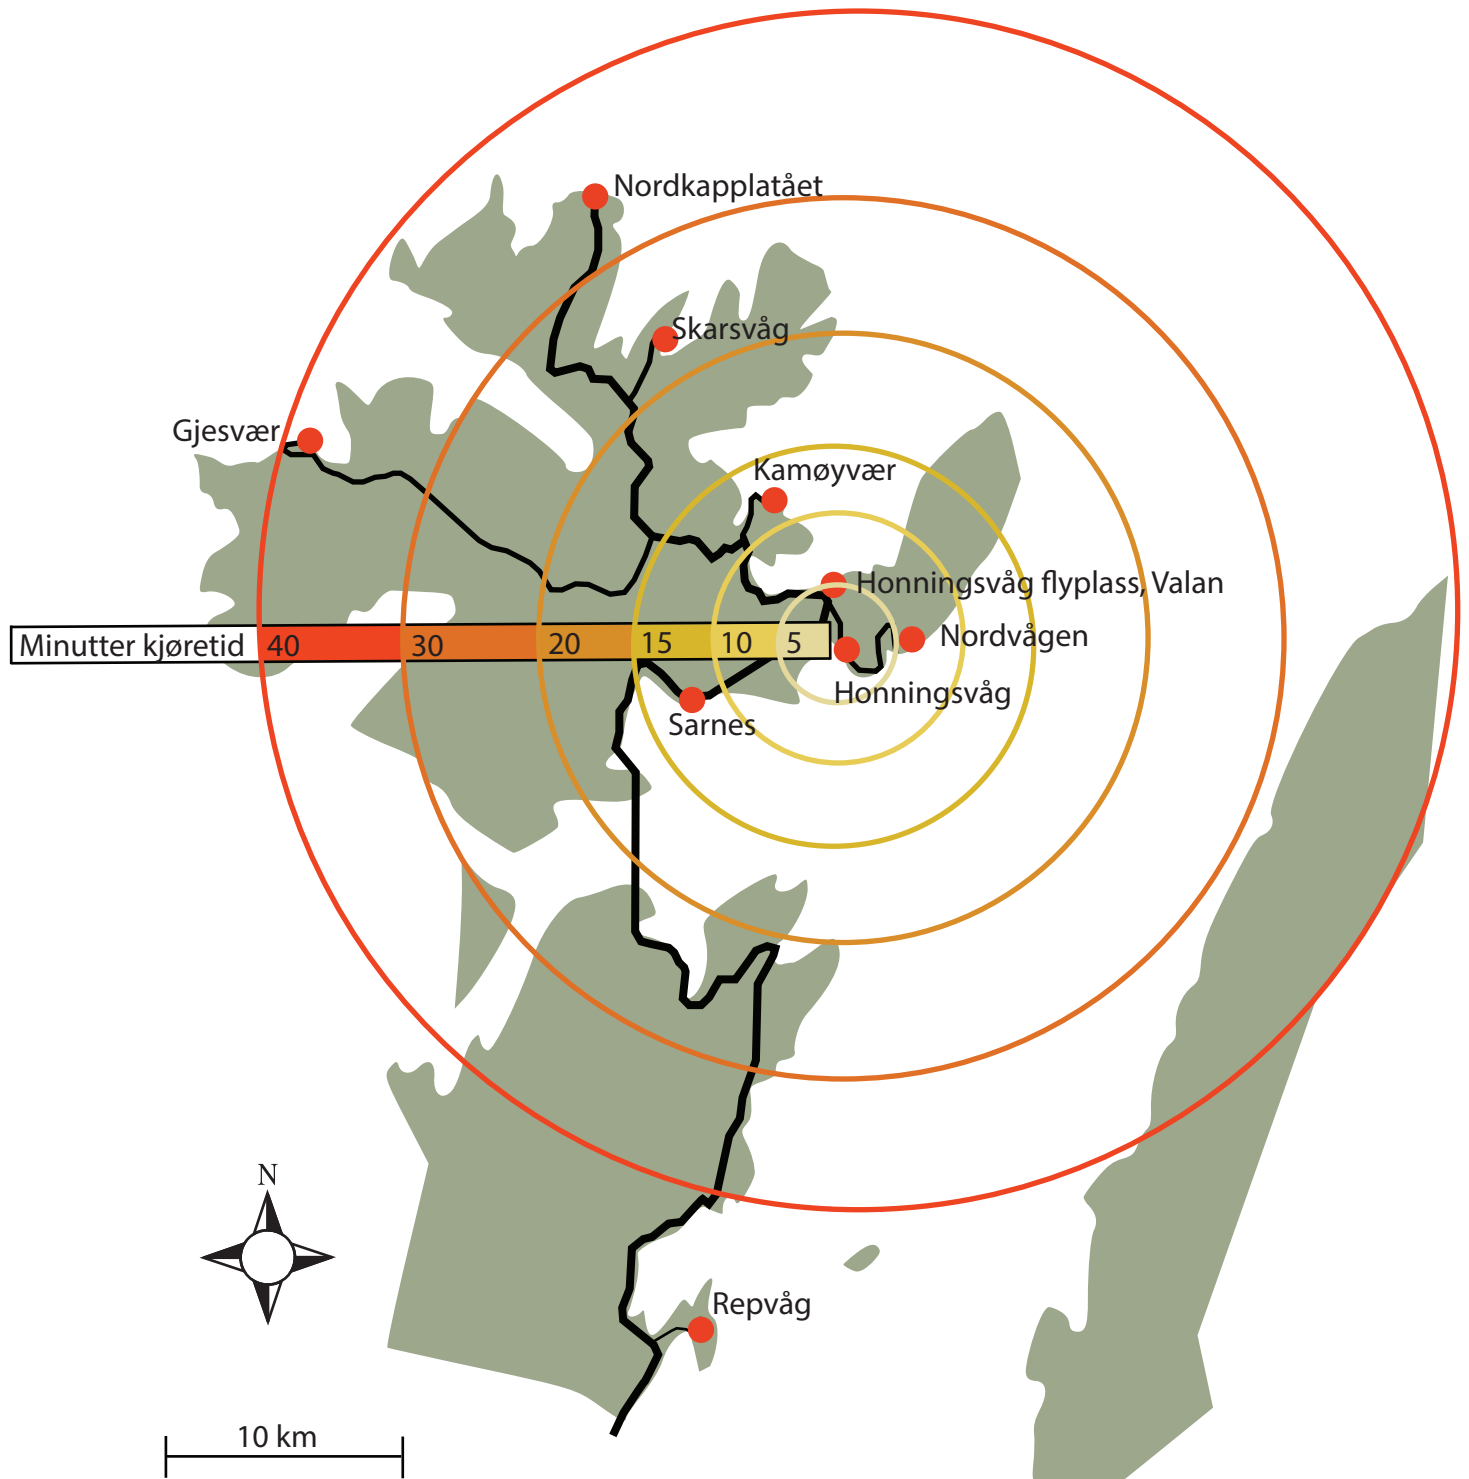 Nordkapplatået
Skarsvåg
Gjesvær
Kamøyvær
Honningsvåg flyplass, Valan
Minutter kjøretid 40 30 20 15 10 5
Nordvågen
Honningsvåg
Sarnes
N
Repvåg
10 km